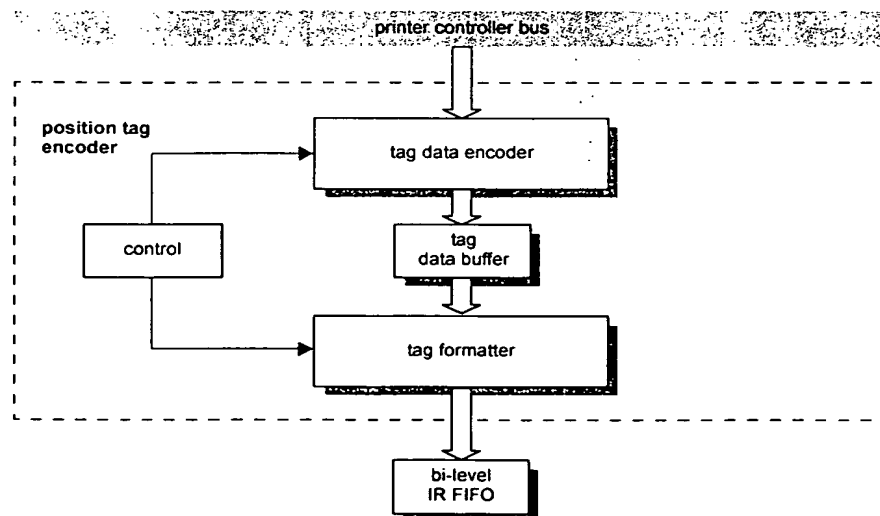 printer controller bus
position tag
encoder
tag data encoder
control
tag
data buffer
tag formatter
bi-level
IR FIFO